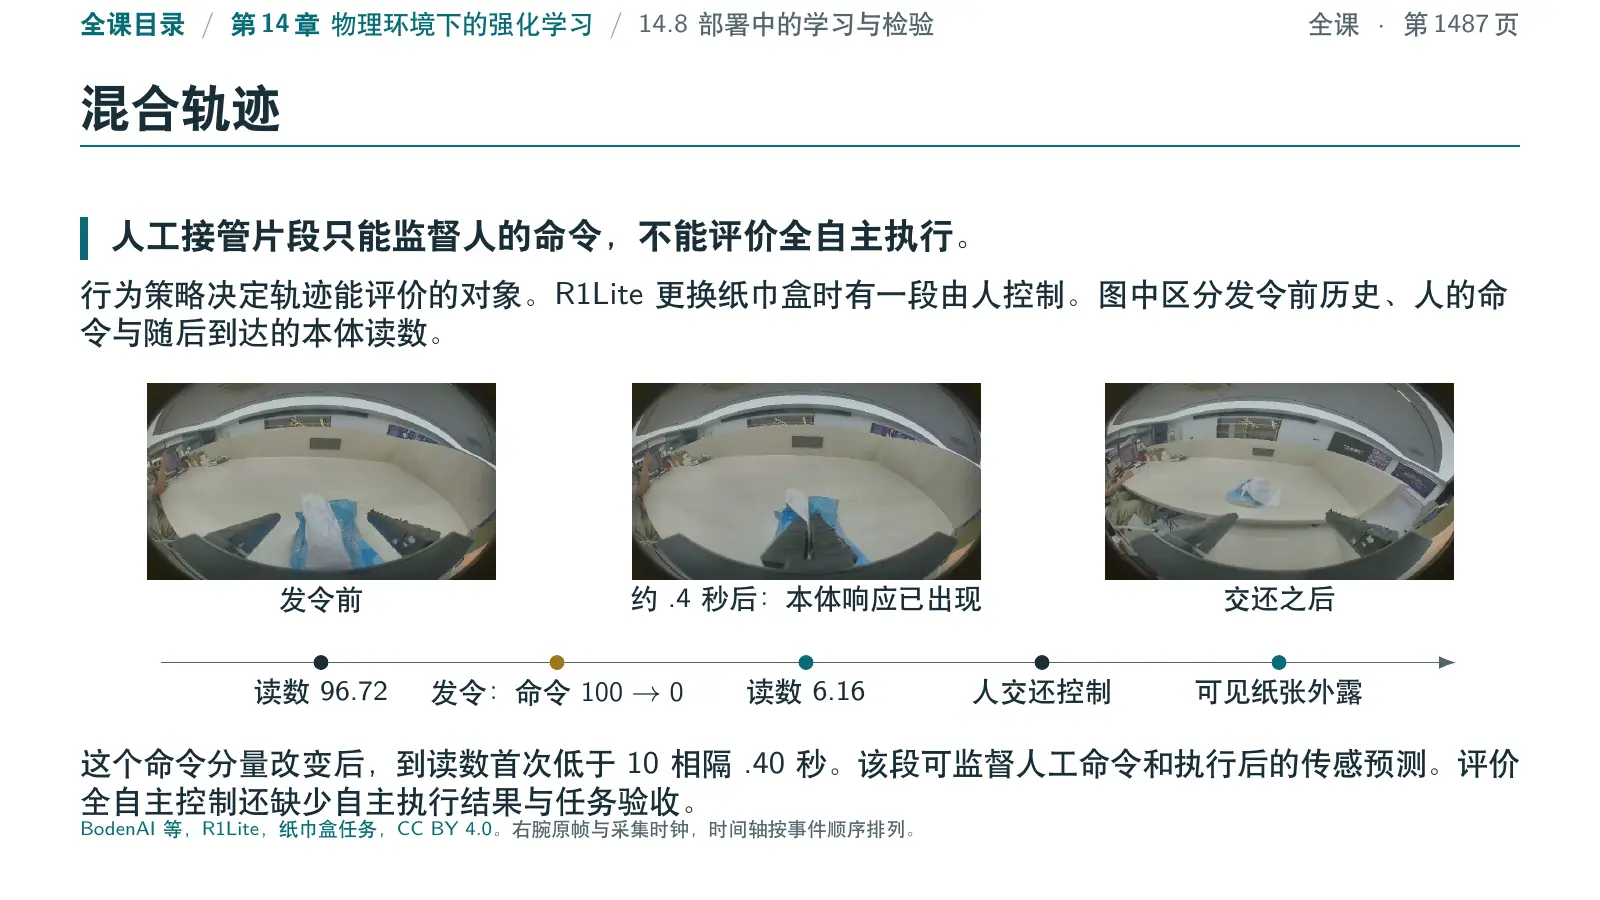 全课目录 / 第 14 章 物理环境下的强化学习 / 14.8 部署中的学习与检验
全课 · 第 1487 页
混合轨迹
人工接管片段只能监督人的命令，不能评价全自主执行。
行为策略决定轨迹能评价的对象。R1Lite 更换纸巾盒时有一段由人控制。图中区分发令前历史、人的命
令与随后到达的本体读数。
发令前
约 .4 秒后：本体响应已出现
交还之后
读数 96.72
发令：命令 100 → 0
读数 6.16
人交还控制
可见纸张外露
这个命令分量改变后，到读数首次低于 10 相隔 .40 秒。该段可监督人工命令和执行后的传感预测。评价
全自主控制还缺少自主执行结果与任务验收。
BodenAI 等，R1Lite，纸巾盒任务，CC BY 4.0。右腕原帧与采集时钟，时间轴按事件顺序排列。